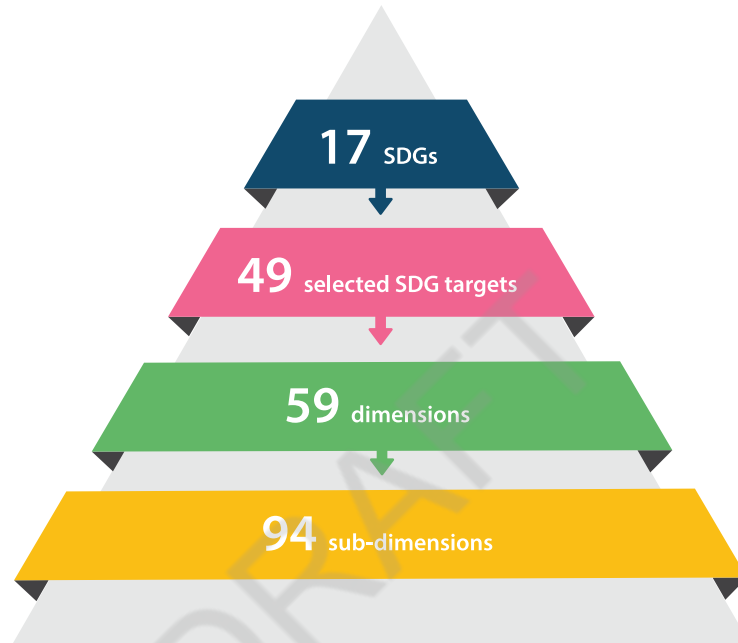 17 SDGs
49 selected SDG targets
59 dimensions
94 sub-dimensions
DRAFT